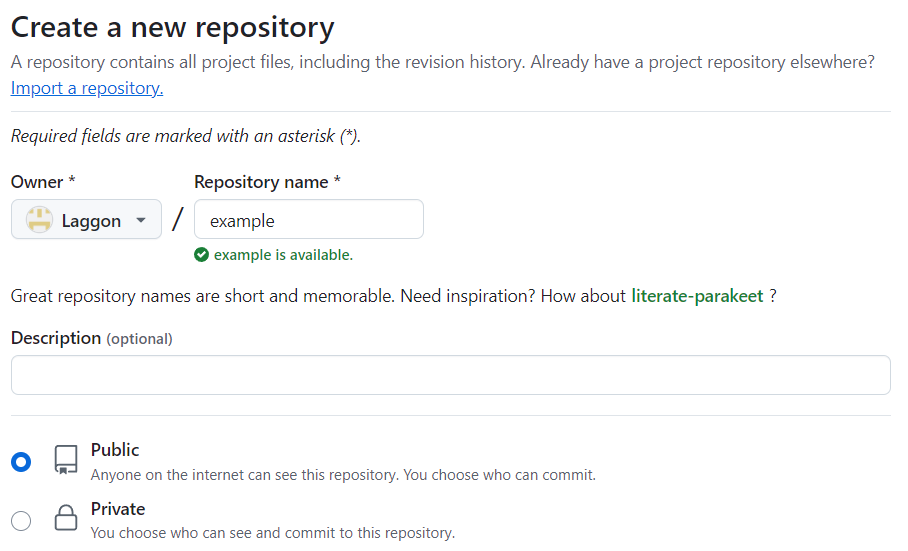 Create a new repository
A repository contains all project files, including the revision history. Already have a project repository elsewhere?
Import a repository.
Required fields are marked with an asterisk (*).
Owner * Repository name *
Laggon / example
example is available.
Great repository names are short and memorable. Need inspiration? How about literate-parakeet ?
Description (optional)
Public
Anyone on the internet can see this repository. You choose who can commit.
Private
You choose who can see and commit to this repository.